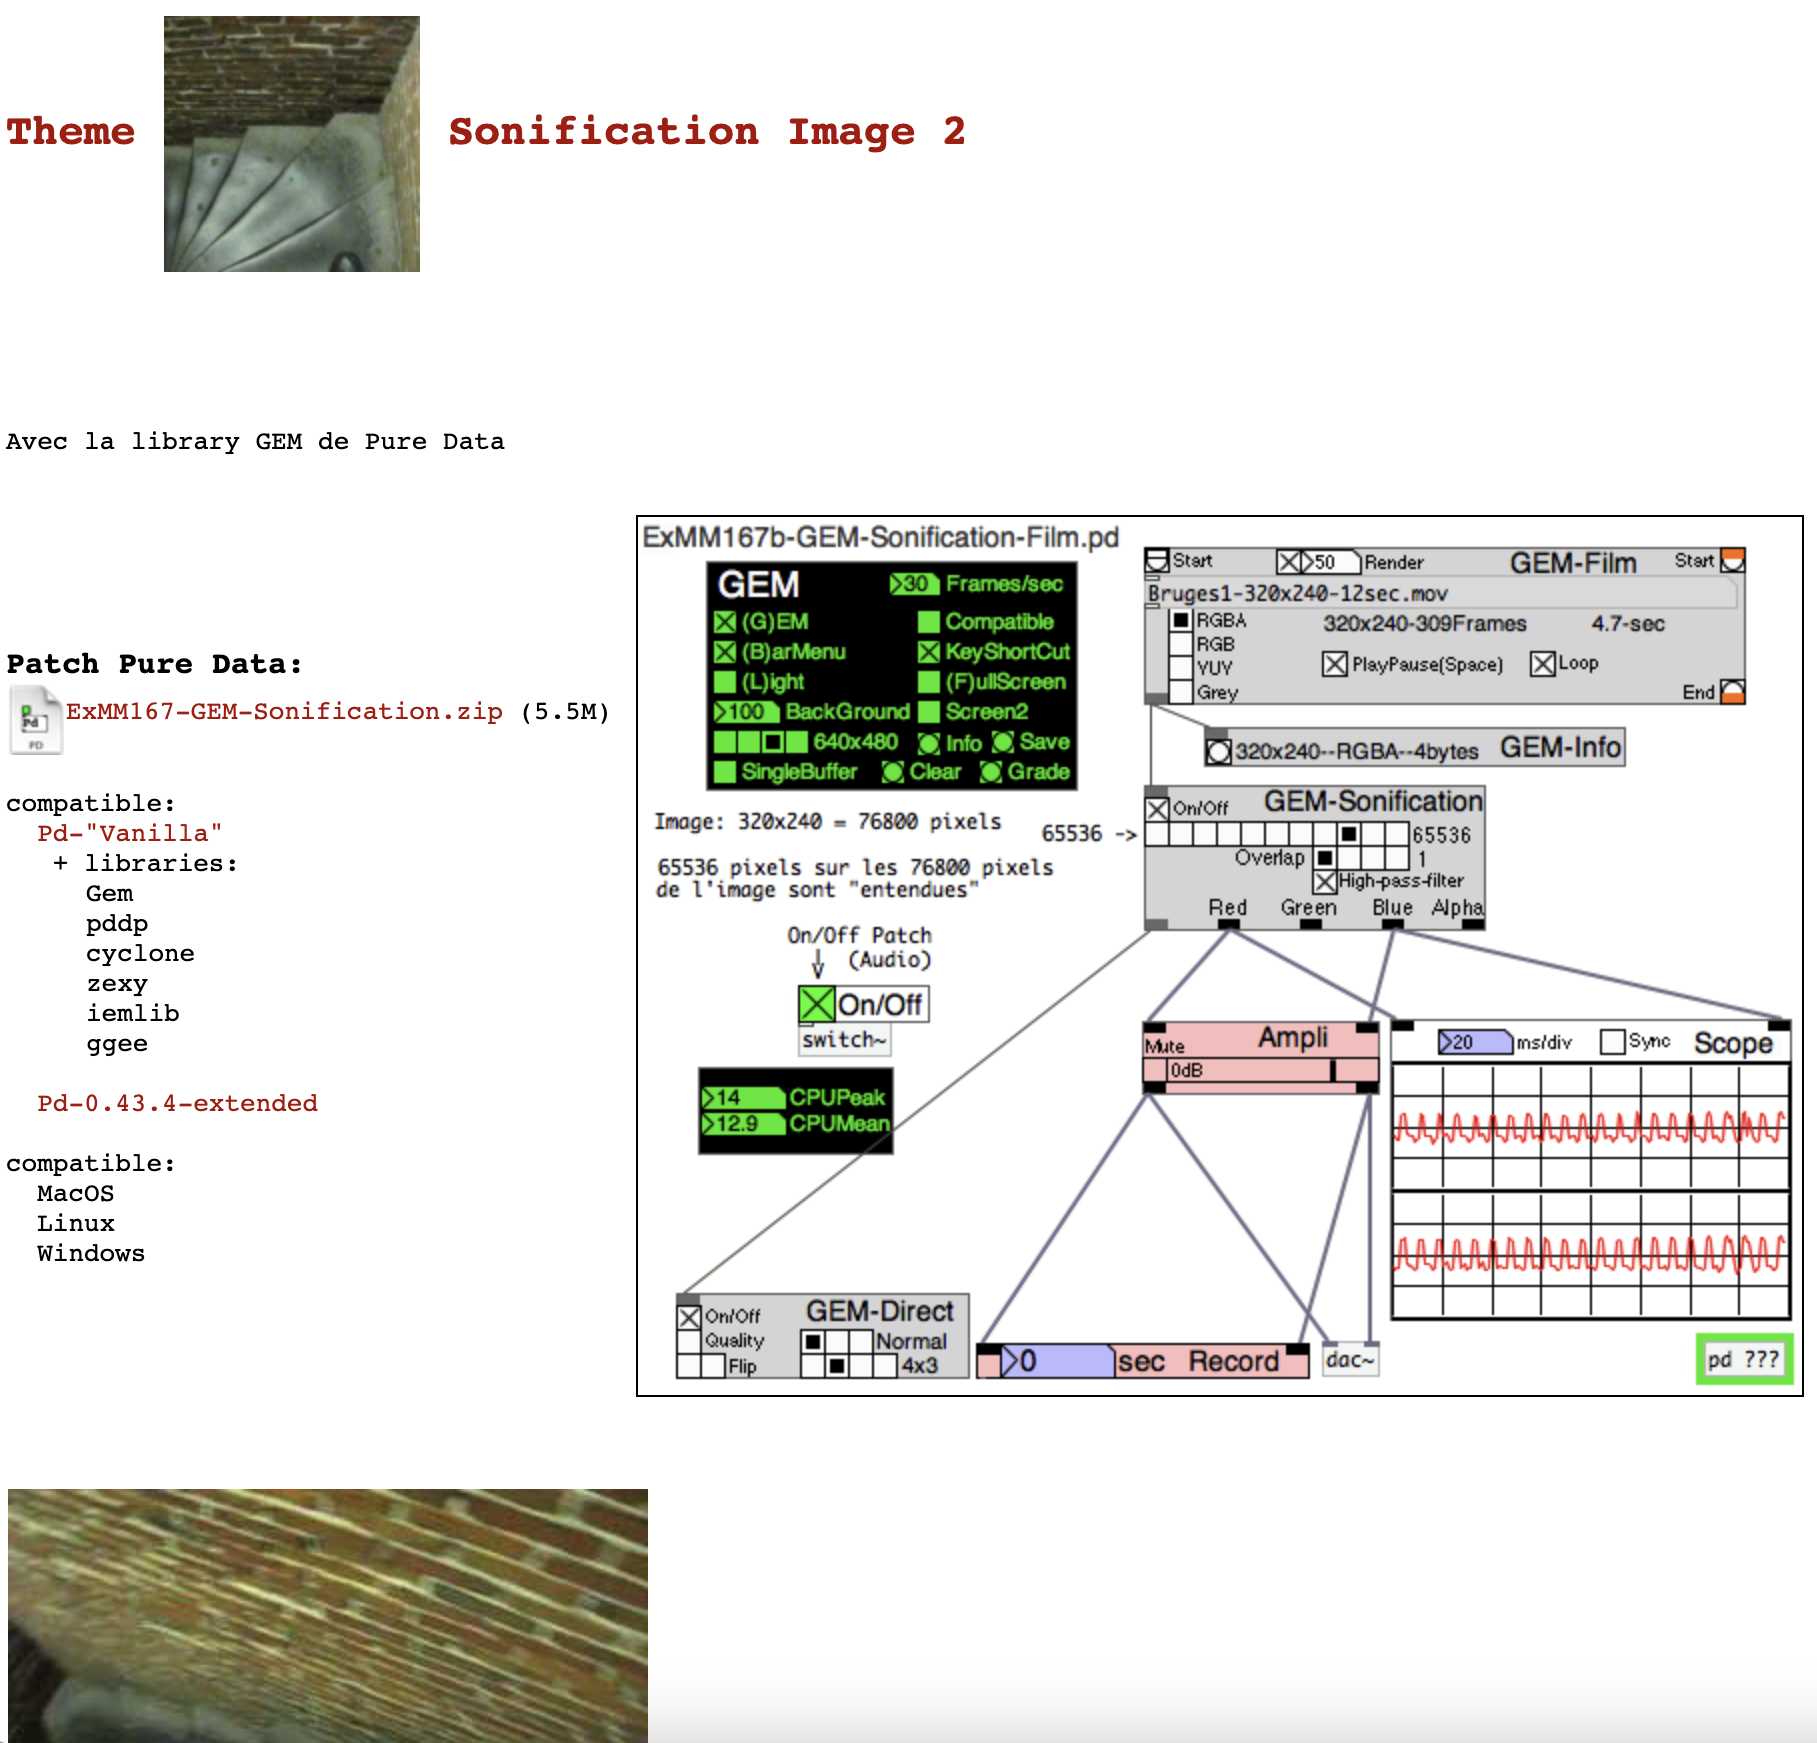 Theme Sonification Image 2
Avec la library GEM de Pure Data
Patch Pure Data:
Pd
PD
ExMM167-GEM-Sonification.zip (5.5M)
compatible:
Pd-"Vanilla"
+ libraries:
Gem
pddp
cyclone
zexy
iemlib
ggee
Pd-0.43.4-extended
compatible:
MacOS
Linux
Windows
ExMM167b-GEM-Sonification-Film.pd
GEM >30 Frames/sec
(G)EM Compatible
(B)arMenu KeyShortCut
(L)ight (F)ullScreen
>100 BackGround Screen2
640x480 Info Save
SingleBuffer Clear Grade
Start >50 Render GEM-Film Start
Bruges1-320x240-12sec.mov
RGBA 320x240-309Frames 4.7-sec
RGB
YUY PlayPause(Space) Loop
Grey End
320x240--RGBA--4bytes GEM-Info
On/Off GEM-Sonification
65536 -> 65536
Overlap 1
High-pass-filter
Red Green Blue Alpha
Image: 320x240 = 76800 pixels
65536 pixels sur les 76800 pixels
de l'image sont "entendues"
On/Off Patch
(Audio)
On/Off
switch~
>14 CPUPeak
>12.9 CPUMean
Ampli
Mute
0dB
>20 ms/div Sync Scope
On/Off GEM-Direct
Quality Normal
Flip 4x3
>0 sec Record
dac~
pd ???